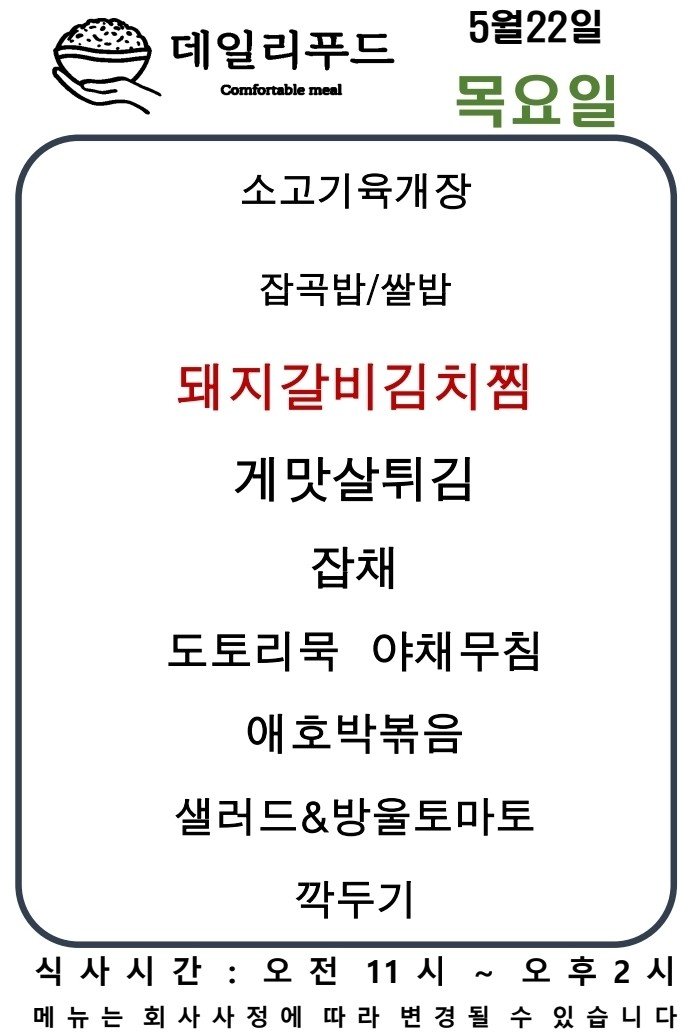 데일리푸드
Comfortable meal
5월22일
목요일
소고기육개장
잡곡밥/쌀밥
돼지갈비김치찜
게맛살튀김
잡채
도토리묵 야채무침
애호박볶음
샐러드&방울토마토
깍두기
식사시간 : 오전 11시 ~ 오후2시
메뉴는 회사사정에 따라 변경될 수 있습니다